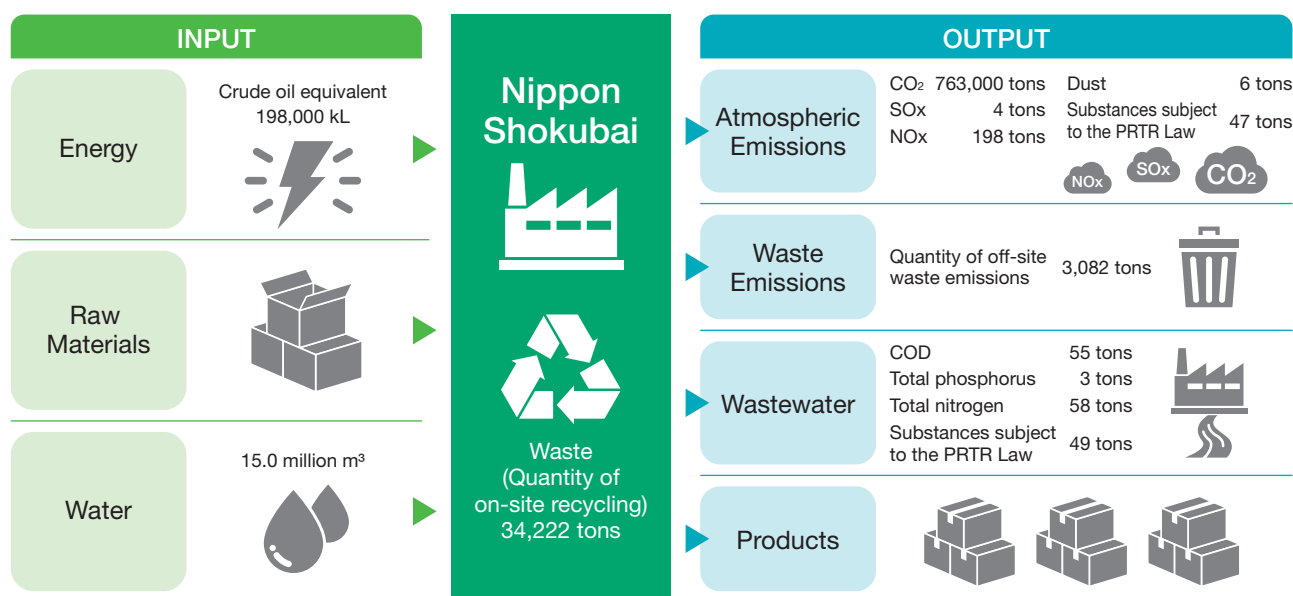 INPUT
Energy
Crude oil equivalent
198,000 kL
Raw
Materials
Water
15.0 million m³
Nippon
Shokubai
Waste
(Quantity of
on-site recycling)
34,222 tons
OUTPUT
Atmospheric
Emissions
CO₂ 763,000 tons
SOx 4 tons
NOx 198 tons
Dust 6 tons
Substances subject
to the PRTR Law 47 tons
NOx
SOx
CO₂
Waste
Emissions
Quantity of off-site
waste emissions 3,082 tons
Wastewater
COD 55 tons
Total phosphorus 3 tons
Total nitrogen 58 tons
Substances subject
to the PRTR Law 49 tons
Products